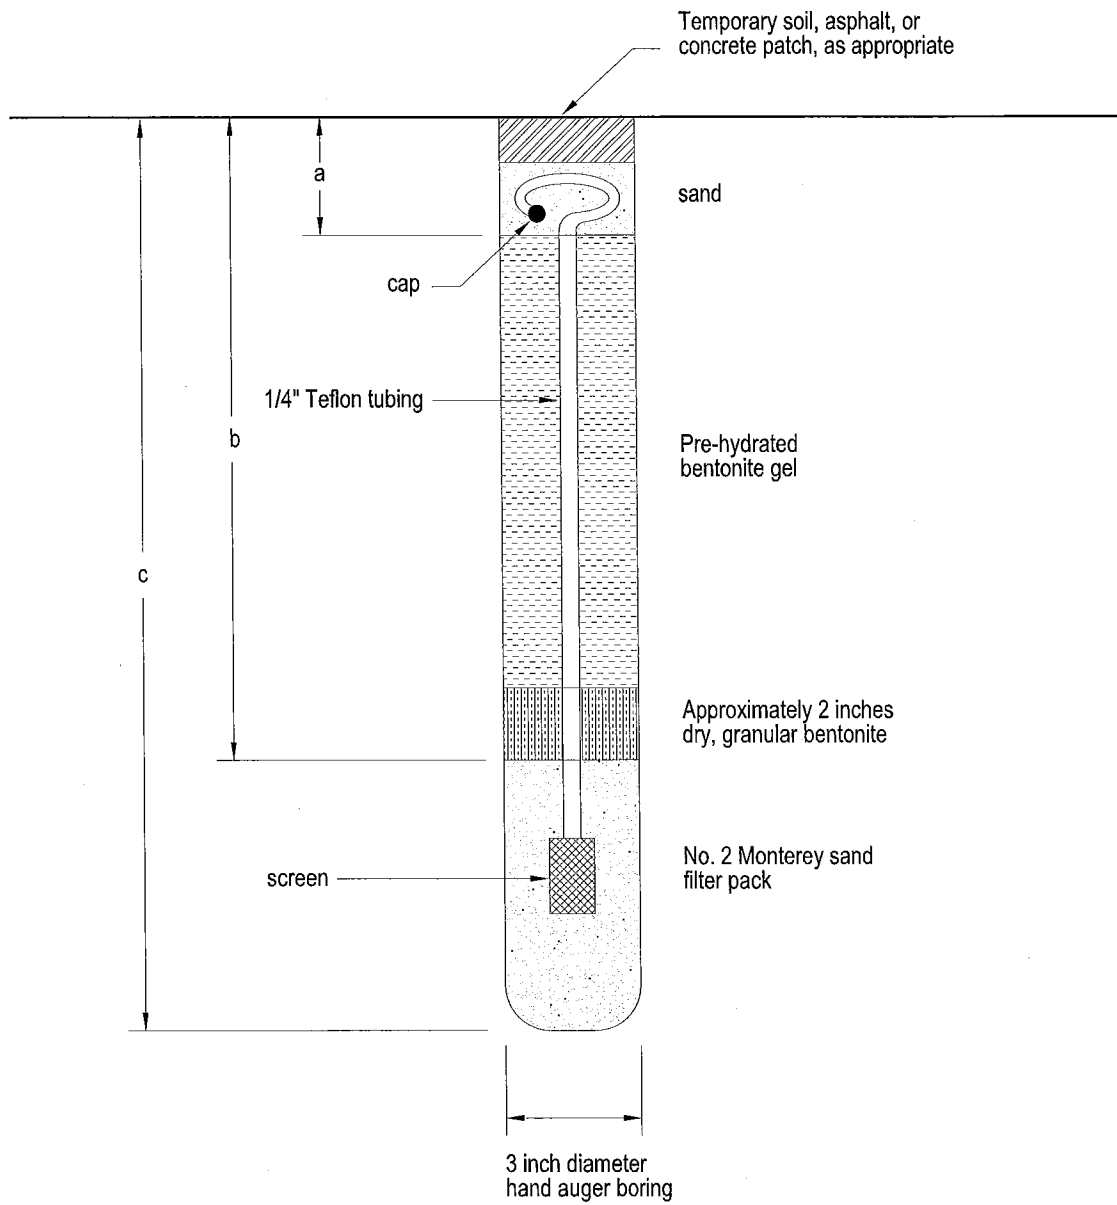 Temporary soil, asphalt, or
concrete patch, as appropriate
a
sand
cap
1/4" Teflon tubing
b
Pre-hydrated
bentonite gel
c
Approximately 2 inches
dry, granular bentonite
No. 2 Monterey sand
filter pack
screen
3 inch diameter
hand auger boring